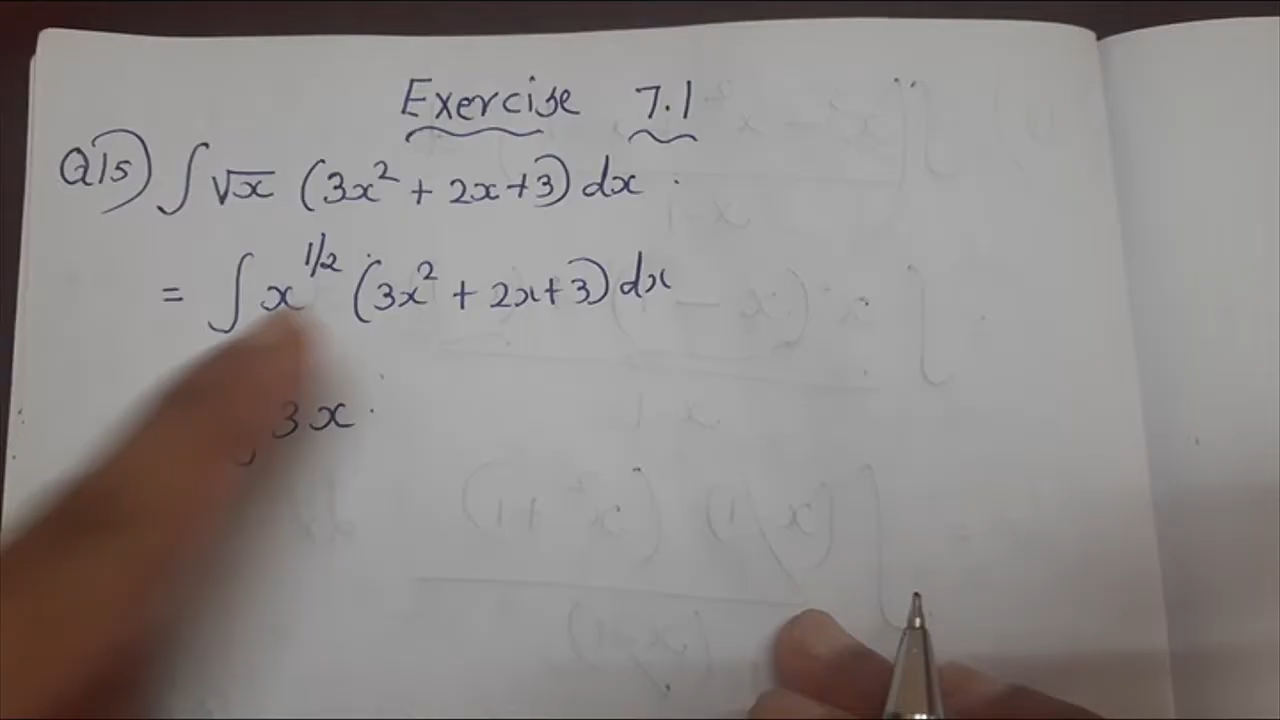 Exercise 7.1
Q15) ∫ √x (3x² + 2x + 3) dx
= ∫ x^{1/2} (3x² + 2x + 3) dx
3x